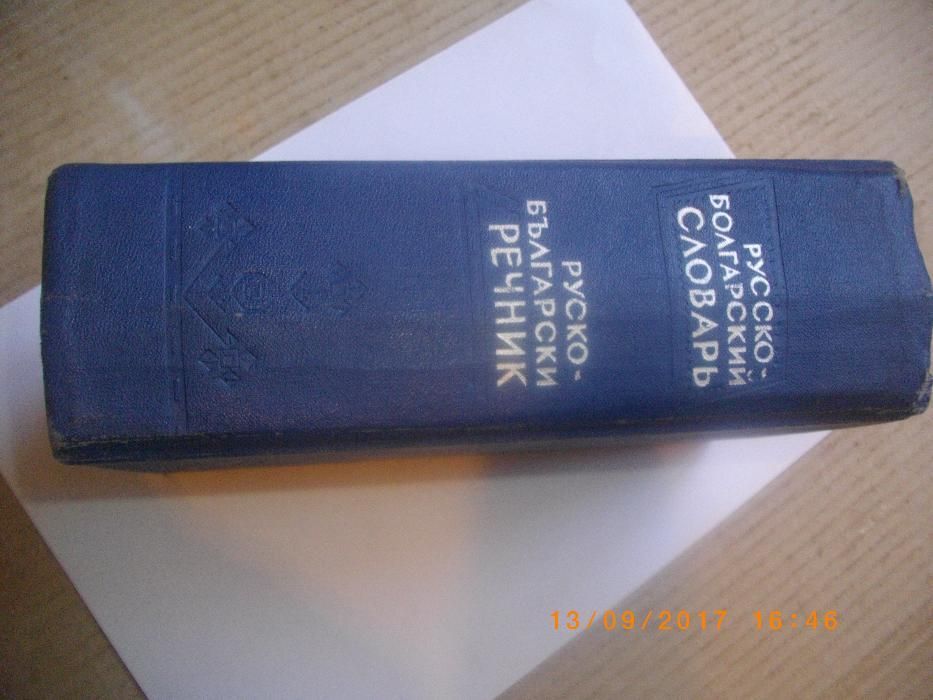 РУССКО-
БОЛГАРСКИЙ
СЛОВАРЬ
РУСКО-
БЪЛГАРСКИ
РЕЧНИК
13/09/2017 16:46